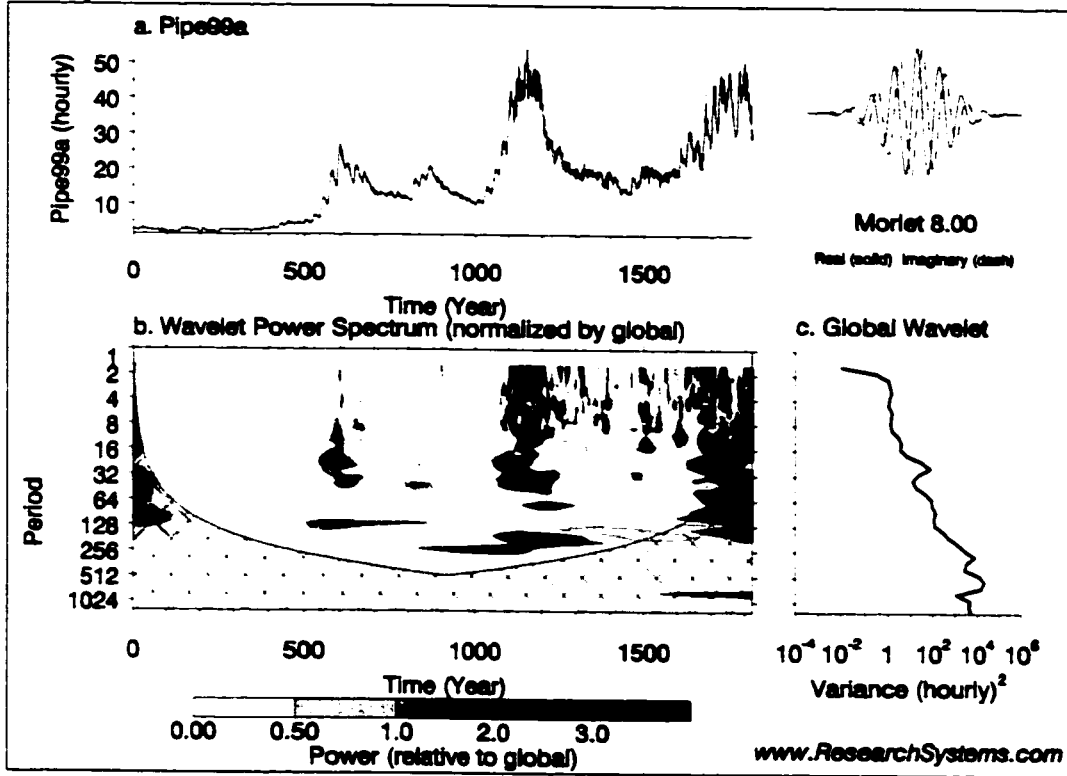 a. Pipe99a
Pipe99a (hourly)
50
40
30
20
10
0
500
1000
1500
Time (Year)
Morlet 8.00
Real (solid) Imaginary (dash)
b. Wavelet Power Spectrum (normalized by global)
Period
1
2
4
8
16
32
64
128
256
512
1024
0
500
1000
1500
Time (Year)
0.00
0.50
1.0
2.0
3.0
Power (relative to global)
c. Global Wavelet
10⁻⁴ 10⁻² 1 10² 10⁴ 10⁶
Variance (hourly)²
www.ResearchSystems.com